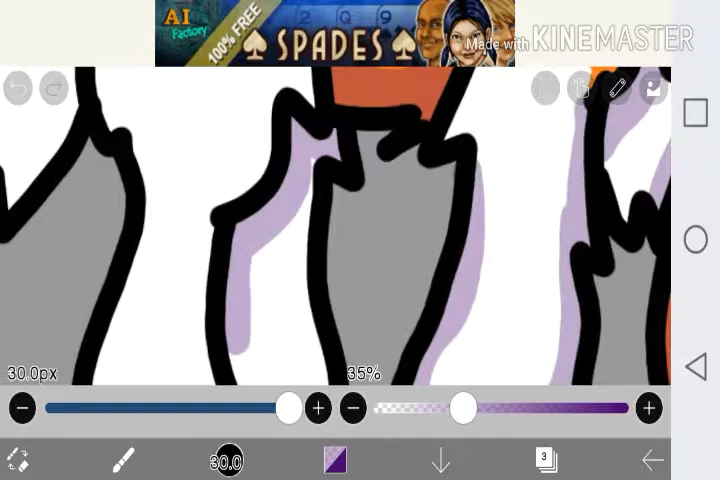 AI
Factory
100% FREE
2 Q 9
SPADES
Made with KINEMASTER
30.0px
35%
30.0
3